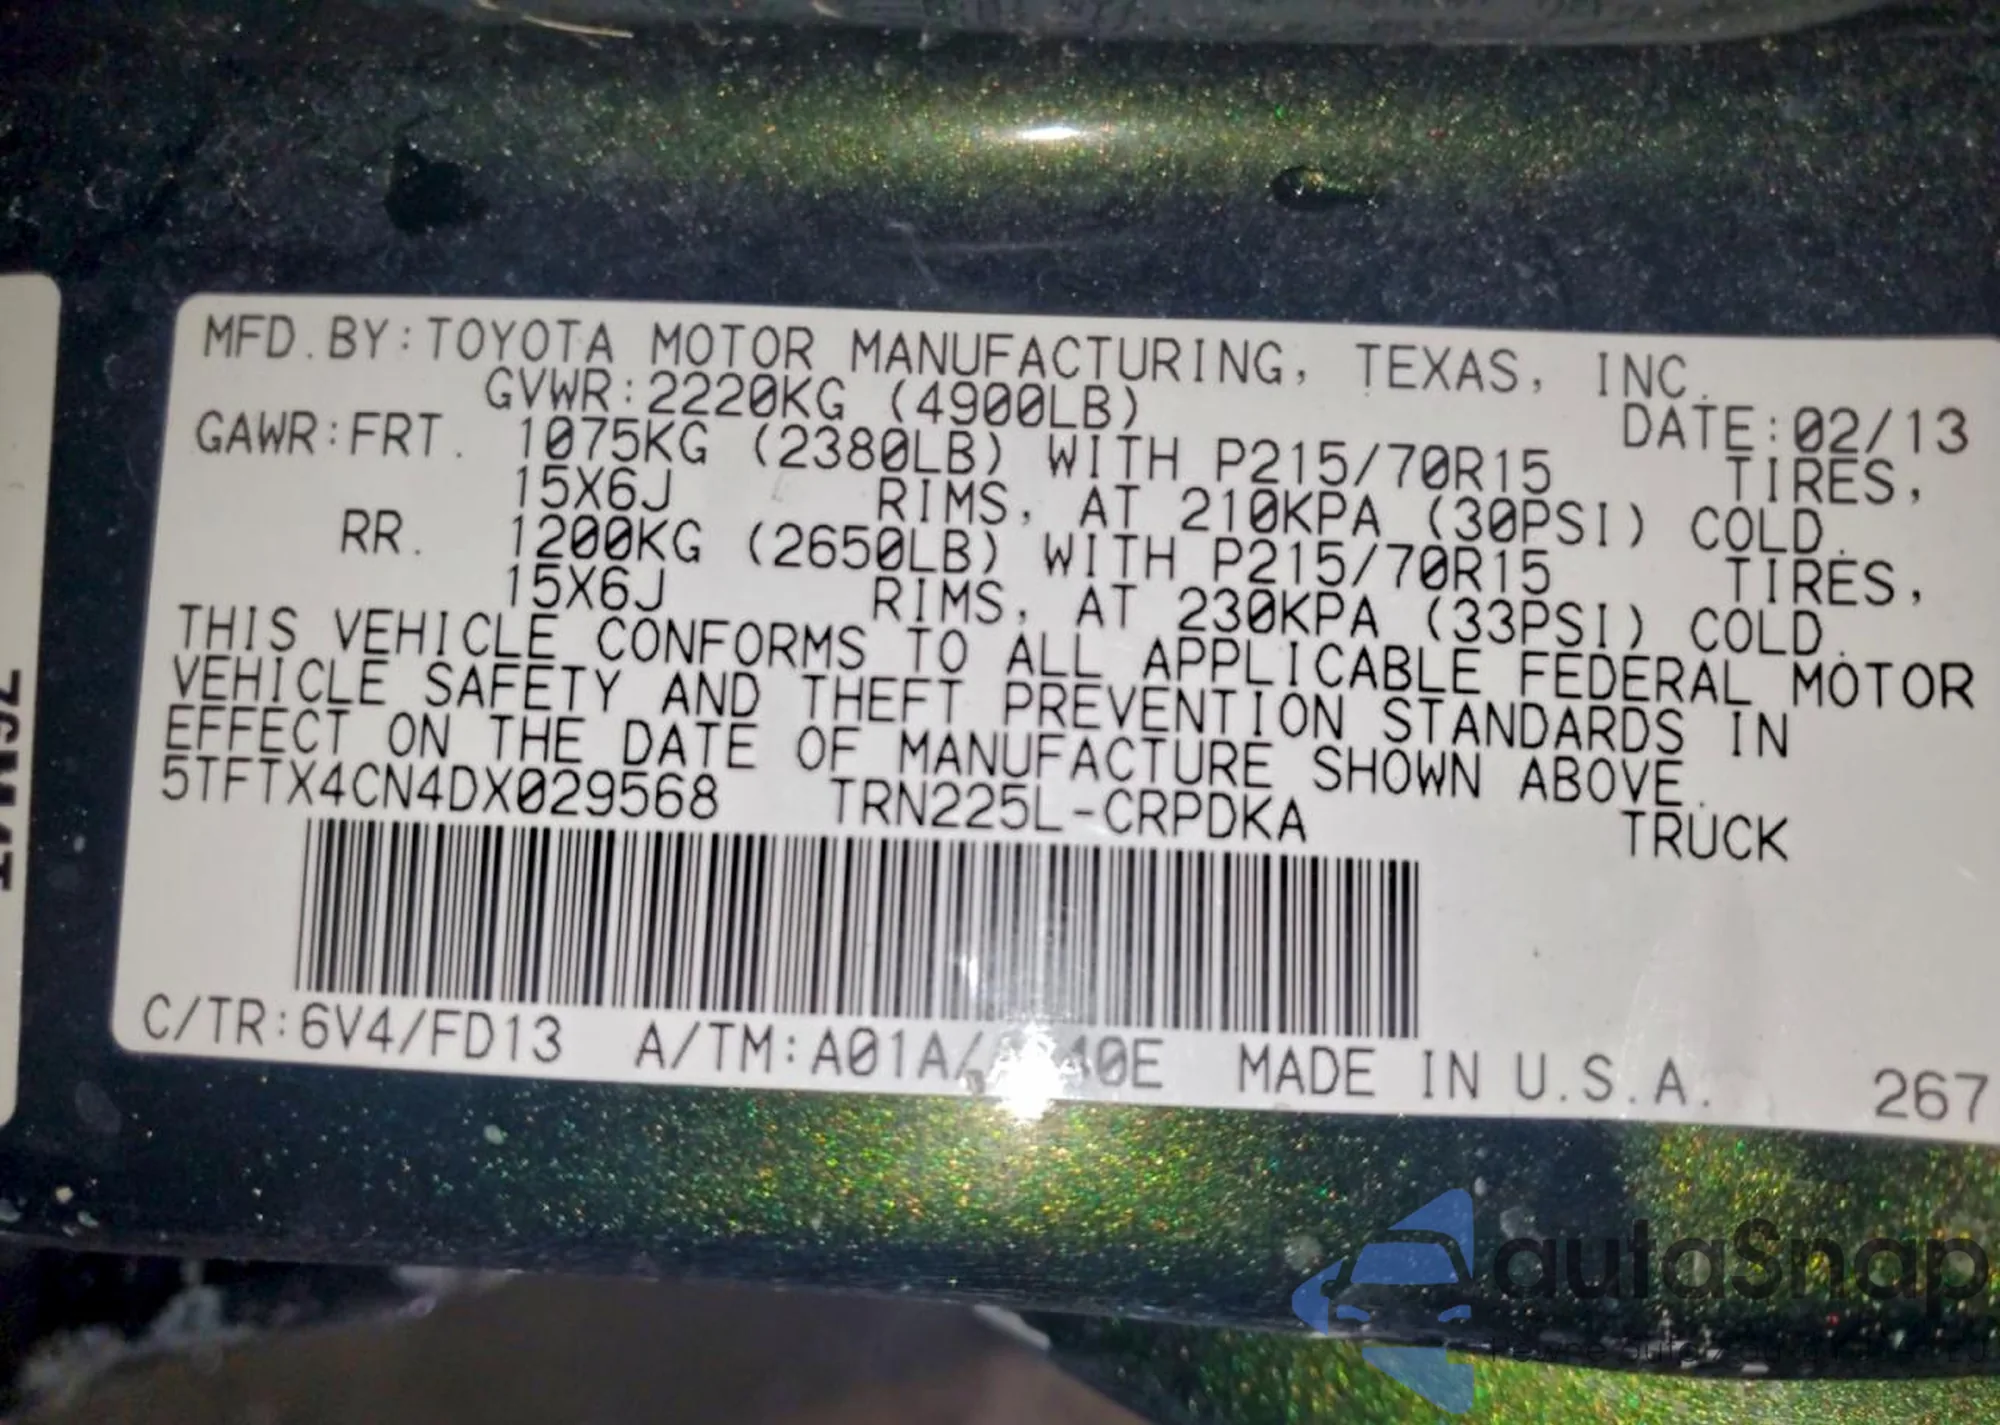 MFD.BY:TOYOTA MOTOR MANUFACTURING, TEXAS, INC.
GVWR:2220KG (4900LB) DATE:02/13
GAWR:FRT. 1075KG (2380LB) WITH P215/70R15 TIRES,
15X6J RIMS, AT 210KPA (30PSI) COLD.
RR. 1200KG (2650LB) WITH P215/70R15 TIRES,
15X6J RIMS, AT 230KPA (33PSI) COLD.
THIS VEHICLE CONFORMS TO ALL APPLICABLE FEDERAL MOTOR
VEHICLE SAFETY AND THEFT PREVENTION STANDARDS IN
EFFECT ON THE DATE OF MANUFACTURE SHOWN ABOVE.
5TFTX4CN4DX029568 TRN225L-CRPDKA TRUCK
C/TR:6V4/FD13 A/TM: MADE IN U.S.A. 267
autaSnap